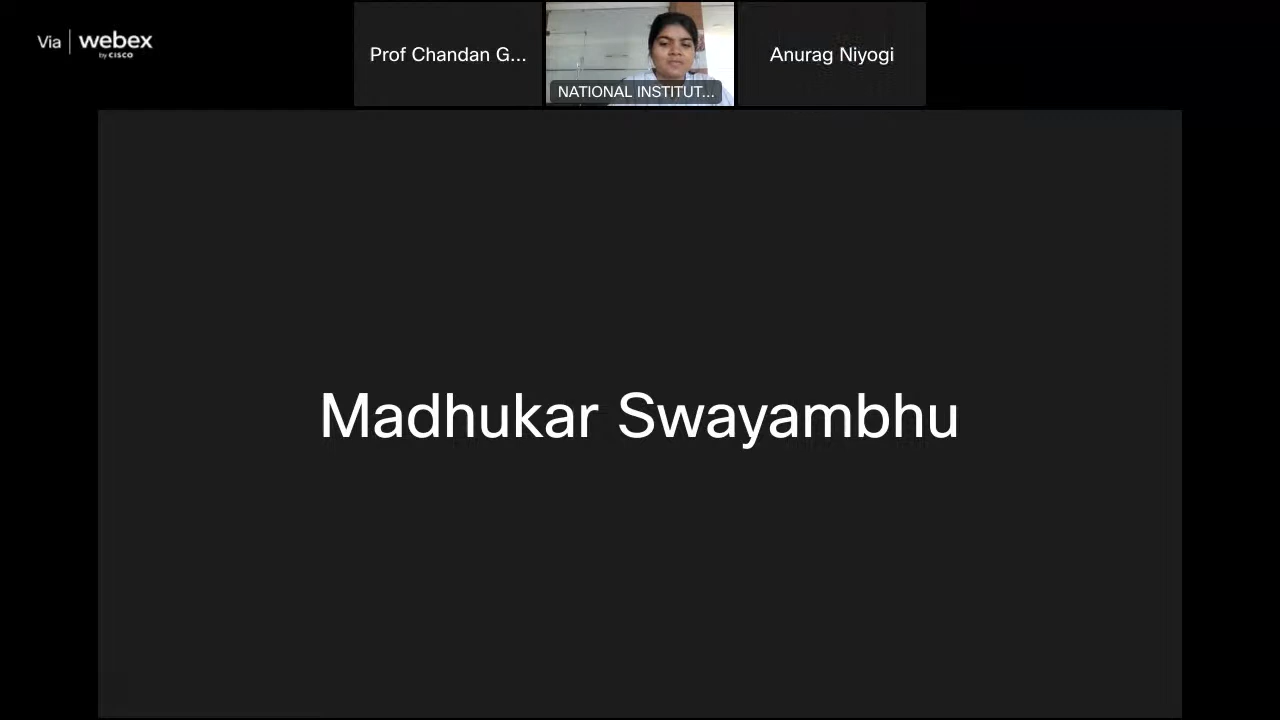 Via | webex
by CISCO
Prof Chandan G...
NATIONAL INSTITUT...
Anurag Niyogi
Madhukar Swayambhu